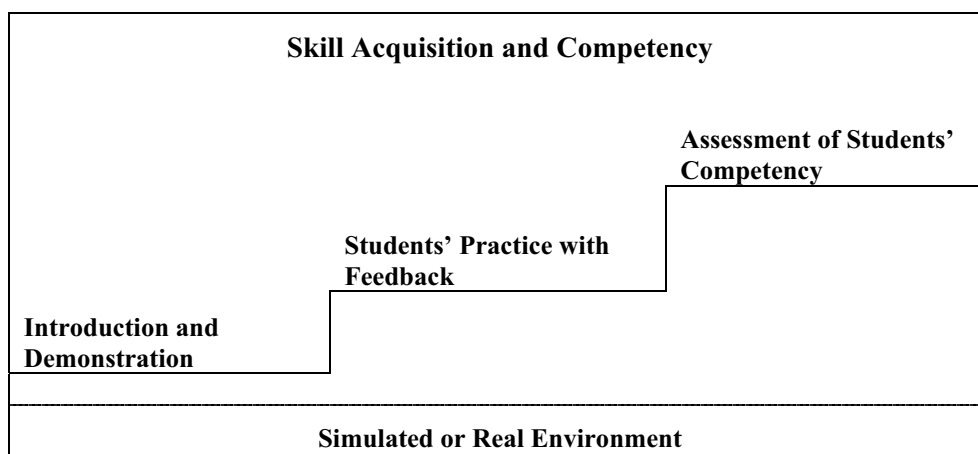 Skill Acquisition and Competency
Assessment of Students’
Competency
Students’ Practice with
Feedback
Introduction and
Demonstration
Simulated or Real Environment